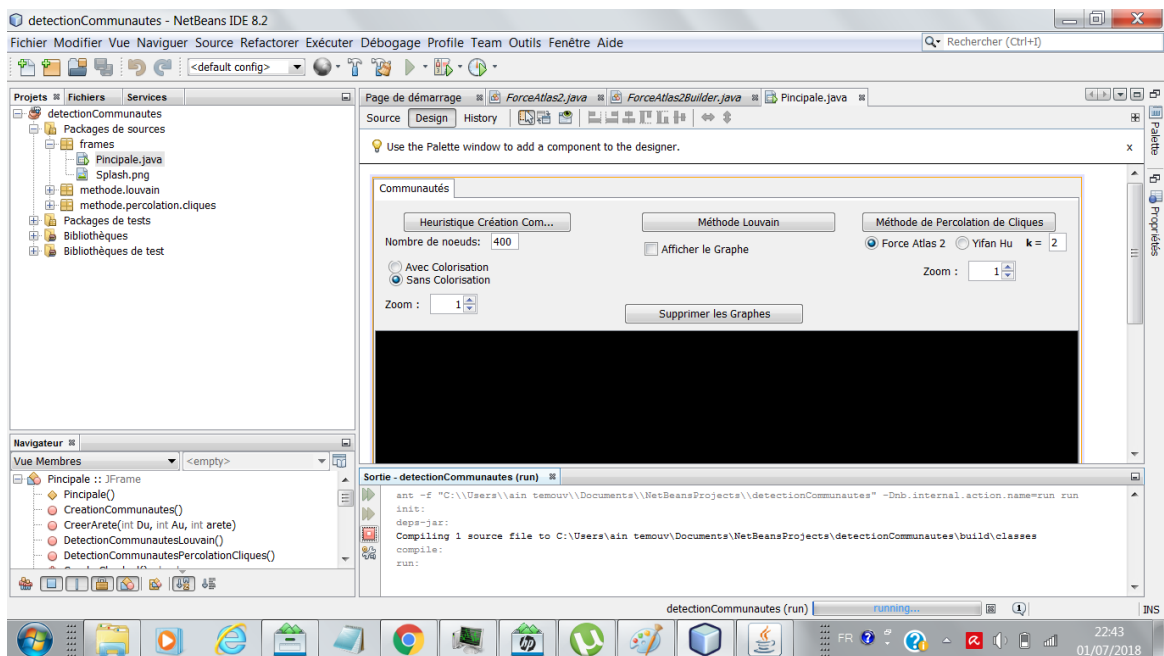 detectionCommunautes - NetBeans IDE 8.2
Fichier Modifier Vue Naviguer Source Refactorer Exécuter Débogage Profile Team Outils Fenêtre Aide
Rechercher (Ctrl+I)
<default config>
Projets Fichiers Services
Page de démarrage ForceAtlas2.java ForceAtlas2Builder.java Pincipale.java
detectionCommunautes
Packages de sources
frames
Pincipale.java
Splash.png
methode.louvain
methode.percolation.cliques
Packages de tests
Bibliothèques
Bibliothèques de test
Source Design History
Use the Palette window to add a component to the designer.
x
Communautés
Heuristique Création Com... Méthode Louvain Méthode de Percolation de Cliques
Nombre de noeuds: 400 Afficher le Graphe Force Atlas 2 Yifan Hu k = 2
Avec Colorisation
Sans Colorisation
Zoom : 1
Zoom : 1
Supprimer les Graphes
Palette
Propriétés
Navigateur
Vue Membres <empty>
Pincipale :: JFrame
Pincipale()
CreationCommunautes()
CreerArete(int Du, int Au, int arete)
DetectionCommunautesLouvain()
DetectionCommunautesPercolationCliques()
Sortie - detectionCommunautes (run)
ant -f "C:\\Users\\ain temouv\\Documents\\NetBeansProjects\\detectionCommunautes" -Dnb.internal.action.name=run run
init:
deps-jar:
Compiling 1 source file to C:\Users\ain temouv\Documents\NetBeansProjects\detectionCommunautes\build\classes
compile:
run:
detectionCommunautes (run) running... 1 INS
hp
FR
22:43
01/07/2018